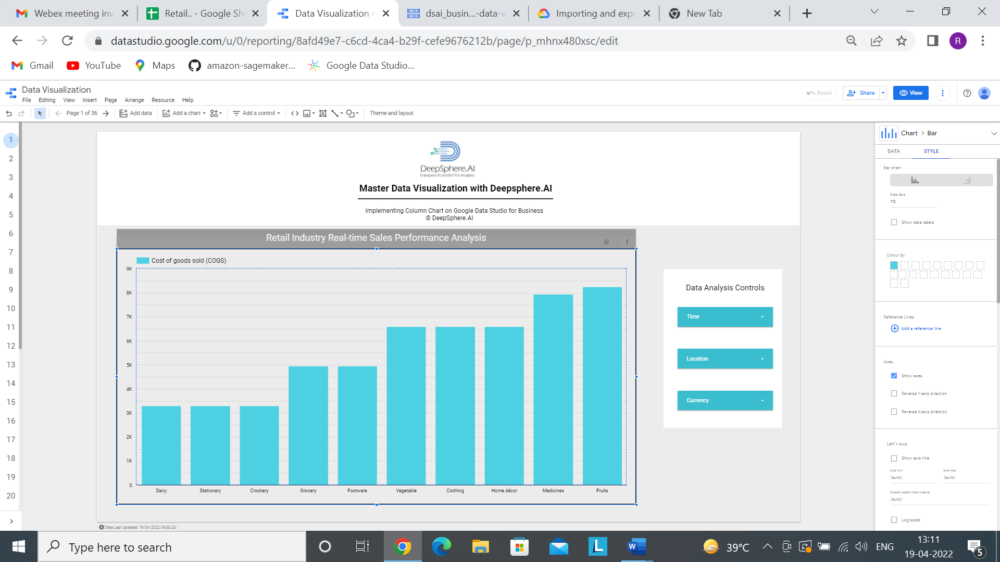 Webex meeting inv
Retail.. - Google She
Data Visualization
dsai_busin...-data-v
Importing and expo
New Tab
datastudio.google.com/u/0/reporting/8afd49e7-c6cd-4ca4-b29f-cefe9676212b/page/p_mhnx480xsc/edit
R
Gmail
YouTube
Maps
amazon-sagemaker...
Google Data Studio...
Data Visualization
File Editing View Insert Page Arrange Resource Help
Reset
Share
View
Page 1 of 36
Add data
Add a chart
Add a control
Theme and layout
1
2
3
4
5
6
7
8
9
10
11
12
13
14
15
16
17
18
19
20
DeepSphere.AI
Enterprise AI and IIoT for Analytics
Master Data Visualization with Deepsphere.AI
Implementing Column Chart on Google Data Studio for Business
© DeepSphere.AI
Retail Industry Real-time Sales Performance Analysis
Cost of goods sold (COGS)
9K
8K
7K
6K
5K
4K
3K
2K
1K
0
Dairy Stationary Crockery Grocery Footware Vegetable Clothing Home décor Medicines Fruits
Data Analysis Controls
Time
Location
Currency
Data Last Updated: 19/04/2022 09:33:23
Chart > Bar
DATA STYLE
Bar chart
10
Show data labels
Colour by
Reference Lines
Add a reference line
Axes
Show axes
Reverse Y-axis direction
Reverse X-axis direction
Left Y-Axis
Show axis title
Axis Min Axis Max
(auto) (auto)
Custom Hatch Mark Interval
(auto)
Log scale
Type here to search
39°C
ENG
13:11
19-04-2022
5